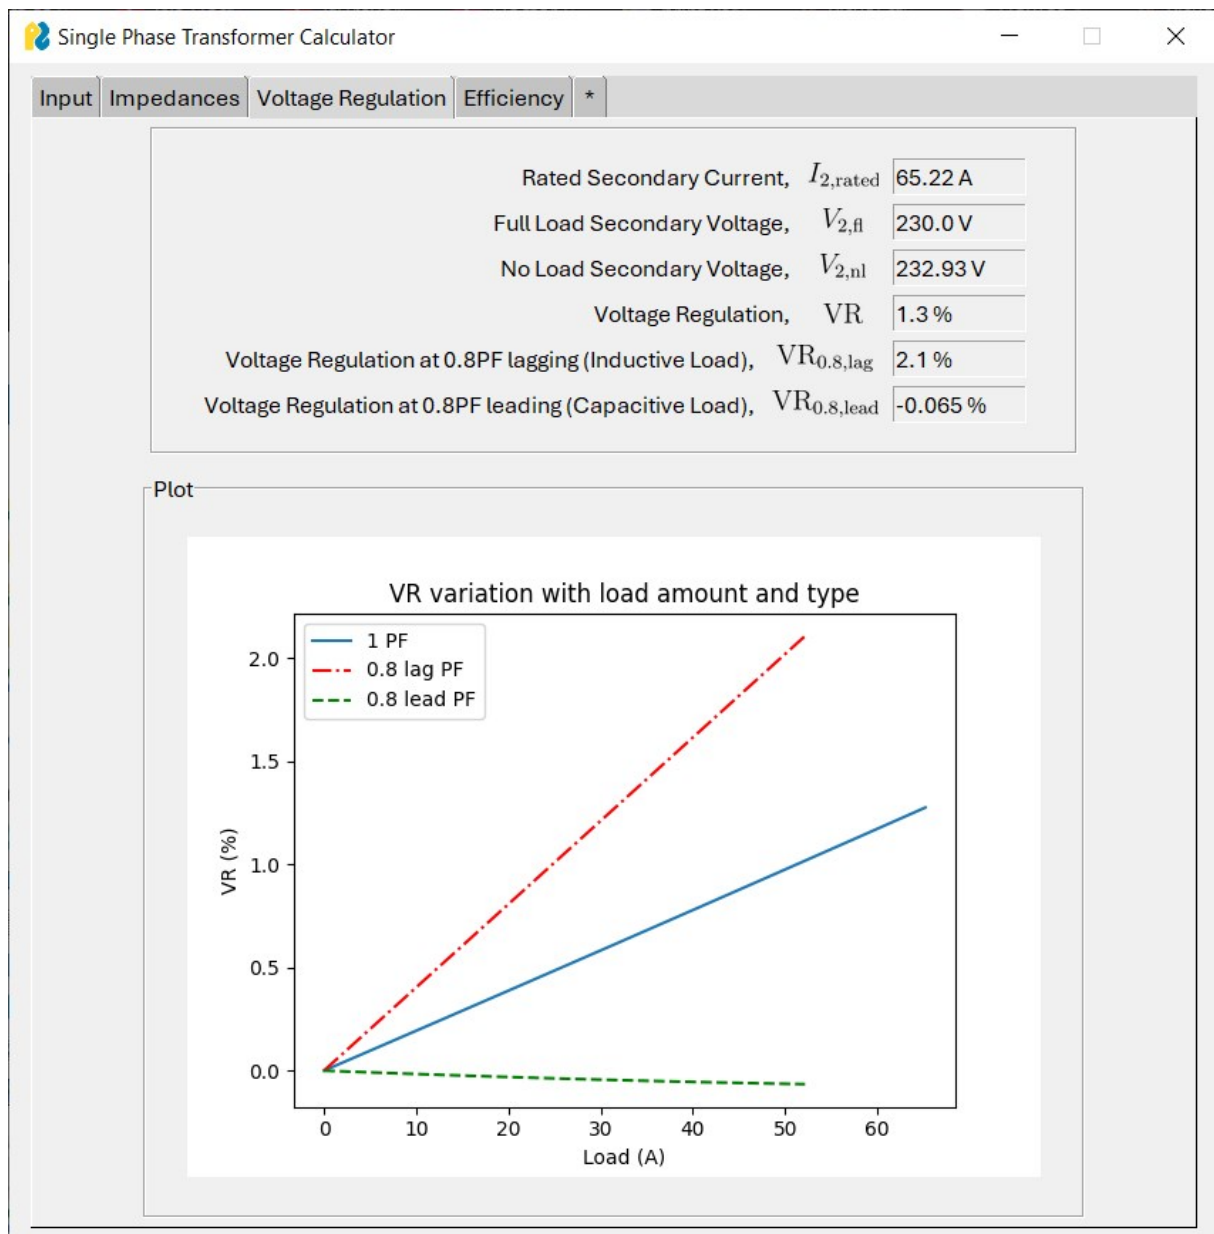 Single Phase Transformer Calculator
Input Impedances Voltage Regulation Efficiency *
Rated Secondary Current, I2,rated 65.22 A
Full Load Secondary Voltage, V2,fl 230.0 V
No Load Secondary Voltage, V2,nl 232.93 V
Voltage Regulation, VR 1.3 %
Voltage Regulation at 0.8PF lagging (Inductive Load), VR0.8,lag 2.1 %
Voltage Regulation at 0.8PF leading (Capacitive Load), VR0.8,lead -0.065 %
Plot
VR variation with load amount and type
1 PF
0.8 lag PF
0.8 lead PF
VR (%)
2.0
1.5
1.0
0.5
0.0
0 10 20 30 40 50 60
Load (A)